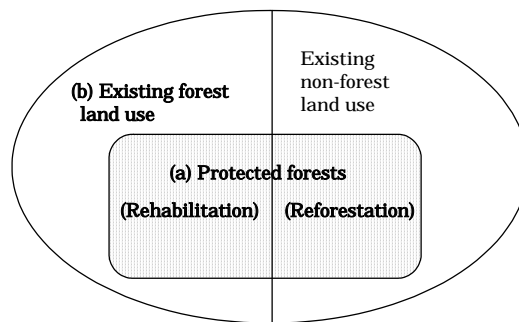 (b) Existing forest
land use
Existing
non-forest
land use
(a) Protected forests
(Rehabilitation)
(Reforestation)